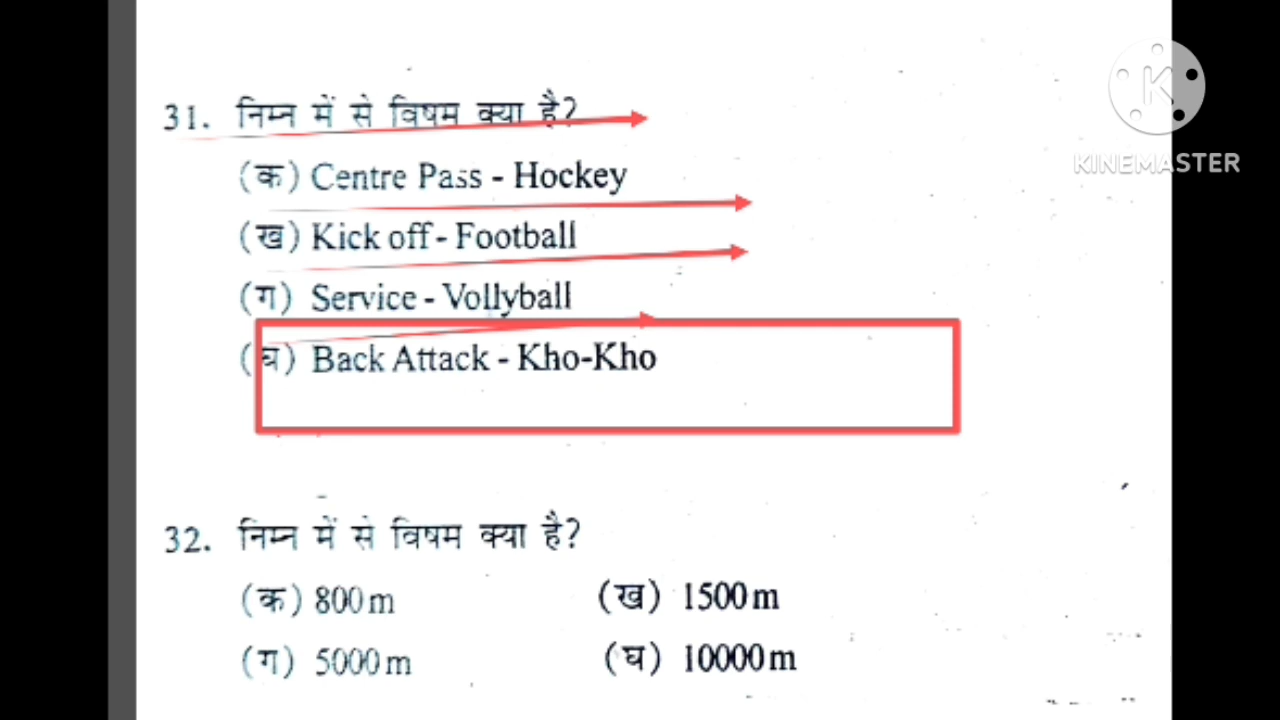 31. निम्न में से विषम क्या है?
(क) Centre Pass - Hockey
(ख) Kick off - Football
(ग) Service - Vollyball
(घ) Back Attack - Kho-Kho
32. निम्न में से विषम क्या है?
(क) 800 m (ख) 1500 m
(ग) 5000 m (घ) 10000 m
K
KINEMASTER